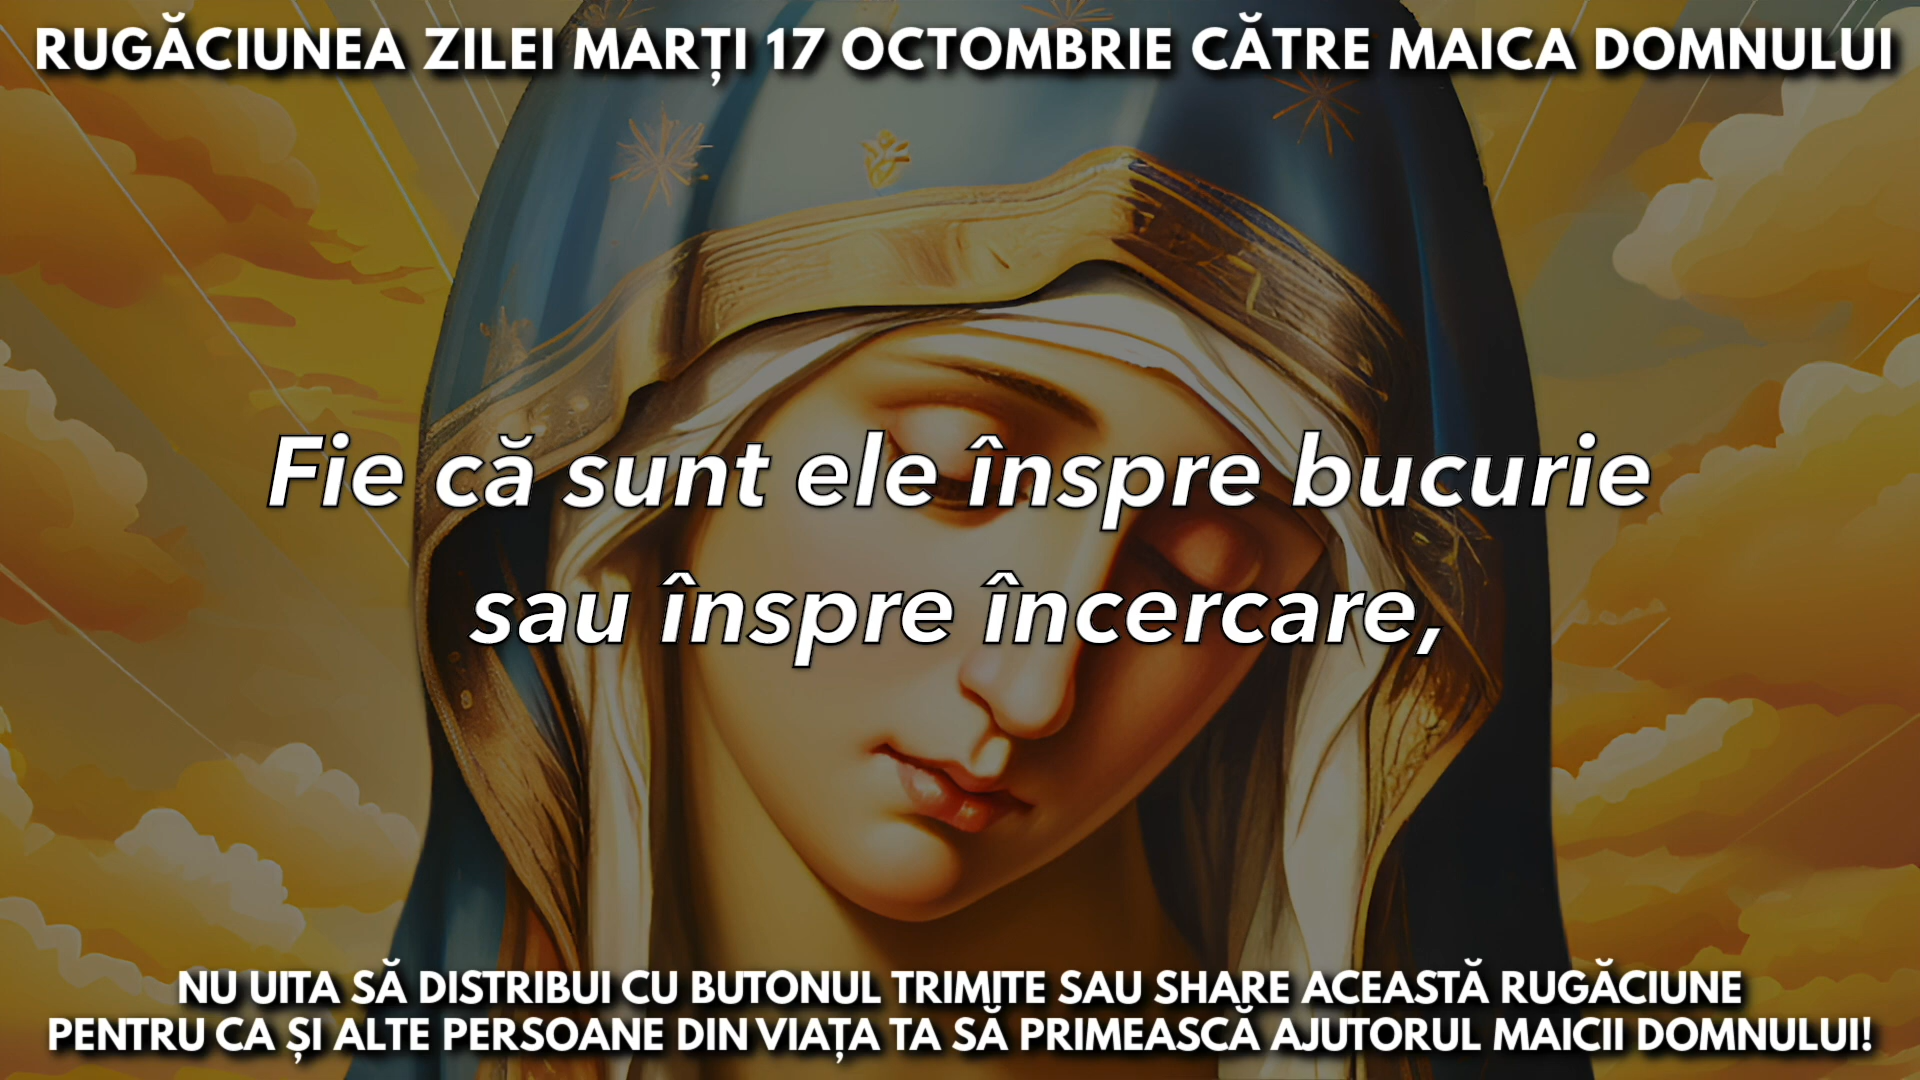 RUGĂCIUNEA ZILEI MARȚI 17 OCTOMBRIE CĂTRE MAICA DOMNULUI
Fie că sunt ele înspre bucurie
sau înspre încercare,
NU UITA SĂ DISTRIBUI CU BUTONUL TRIMITE SAU SHARE ACEASTĂ RUGĂCIUNE
PENTRU CA ȘI ALTE PERSOANE DIN VIAȚA TA SĂ PRIMEASCĂ AJUTORUL MAICII DOMNULUI!